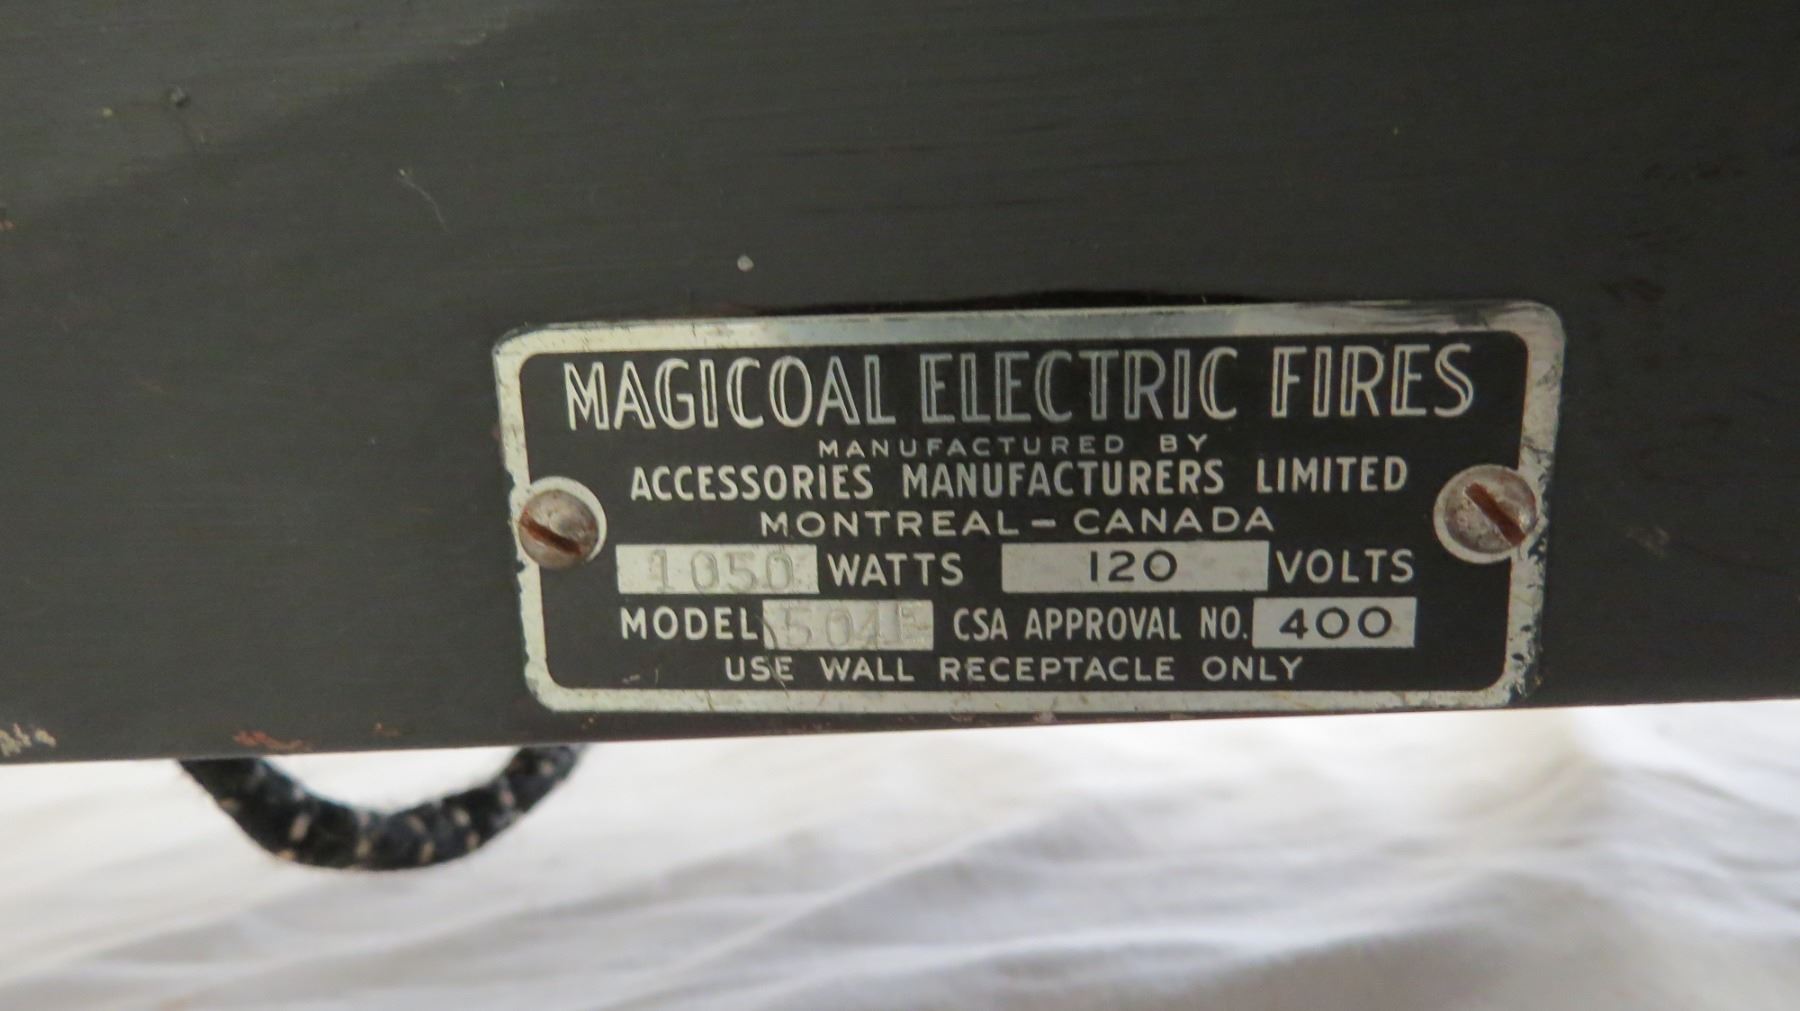 MAGICOAL ELECTRIC FIRES
MANUFACTURED BY
ACCESSORIES MANUFACTURERS LIMITED
MONTREAL - CANADA
1050 WATTS 120 VOLTS
MODEL 504E CSA APPROVAL NO. 400
USE WALL RECEPTACLE ONLY